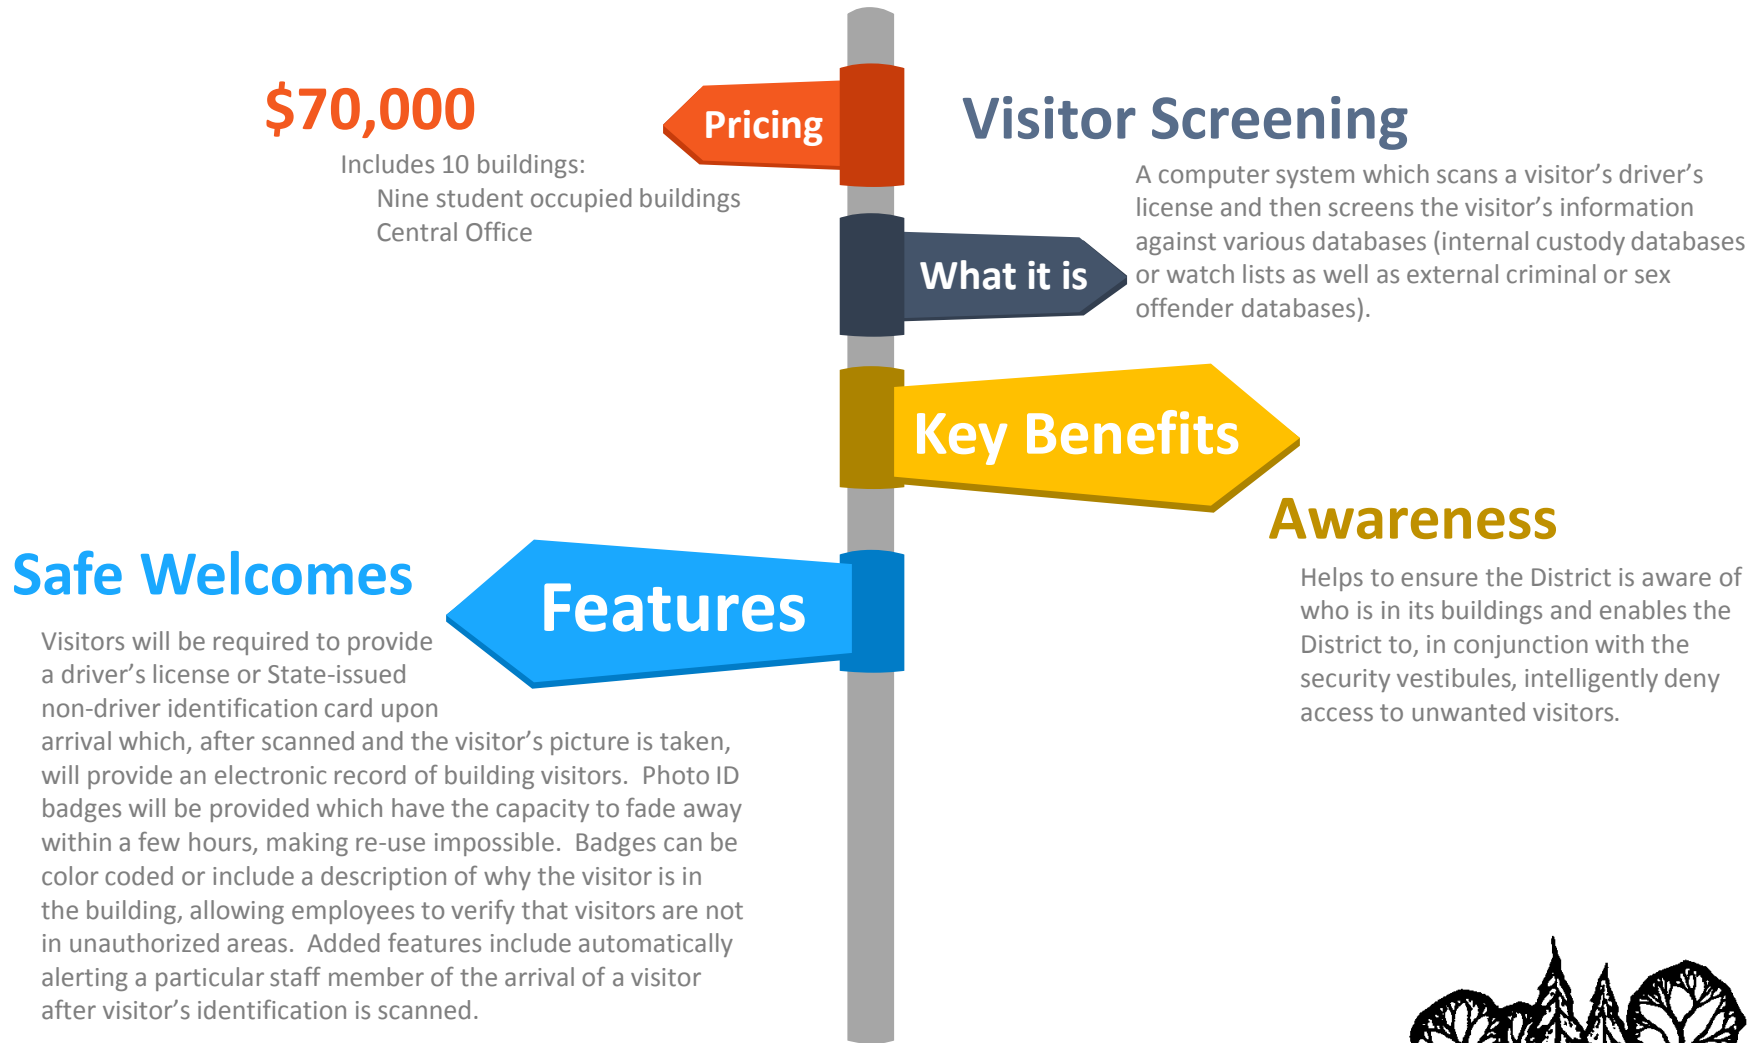 $70,000
Includes 10 buildings:
Nine student occupied buildings
Central Office
Pricing
Visitor Screening
A computer system which scans a visitor’s driver’s
license and then screens the visitor’s information
against various databases (internal custody databases
or watch lists as well as external criminal or sex
offender databases).
What it is
Key Benefits
Awareness
Helps to ensure the District is aware of
who is in its buildings and enables the
District to, in conjunction with the
security vestibules, intelligently deny
access to unwanted visitors.
Safe Welcomes
Features
Visitors will be required to provide
a driver’s license or State-issued
non-driver identification card upon
arrival which, after scanned and the visitor’s picture is taken,
will provide an electronic record of building visitors.  Photo ID
badges will be provided which have the capacity to fade away
within a few hours, making re-use impossible.  Badges can be
color coded or include a description of why the visitor is in
the building, allowing employees to verify that visitors are not
in unauthorized areas.  Added features include automatically
alerting a particular staff member of the arrival of a visitor
after visitor’s identification is scanned.